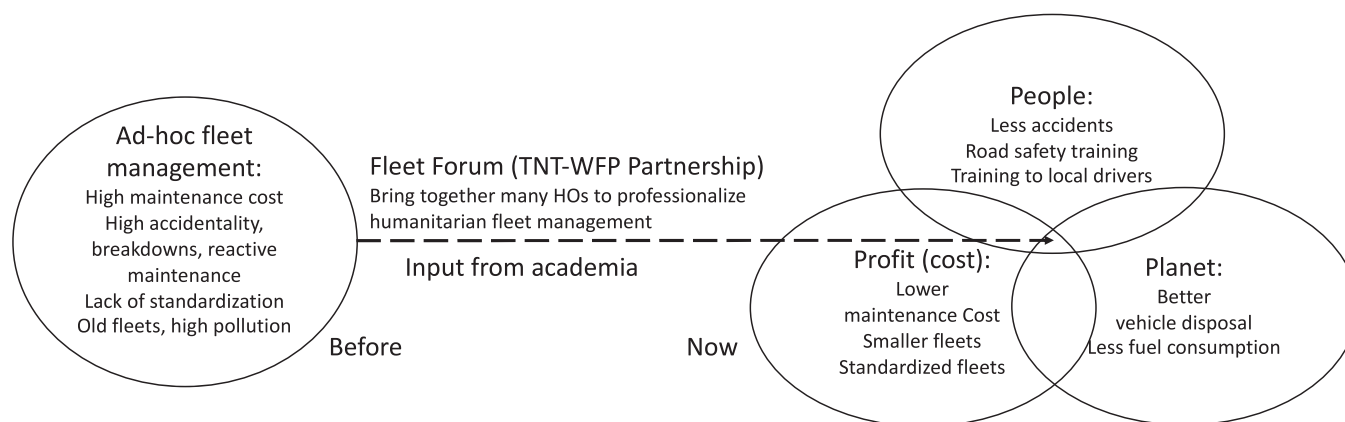 Ad-hoc fleet
management:
High maintenance cost
High accidentality,
breakdowns, reactive
maintenance
Lack of standardization
Old fleets, high pollution
Before
Fleet Forum (TNT-WFP Partnership)
Bring together many HOs to professionalize
humanitarian fleet management
Input from academia
Now
People:
Less accidents
Road safety training
Training to local drivers
Profit (cost):
Lower
maintenance Cost
Smaller fleets
Standardized fleets
Planet:
Better
vehicle disposal
Less fuel consumption